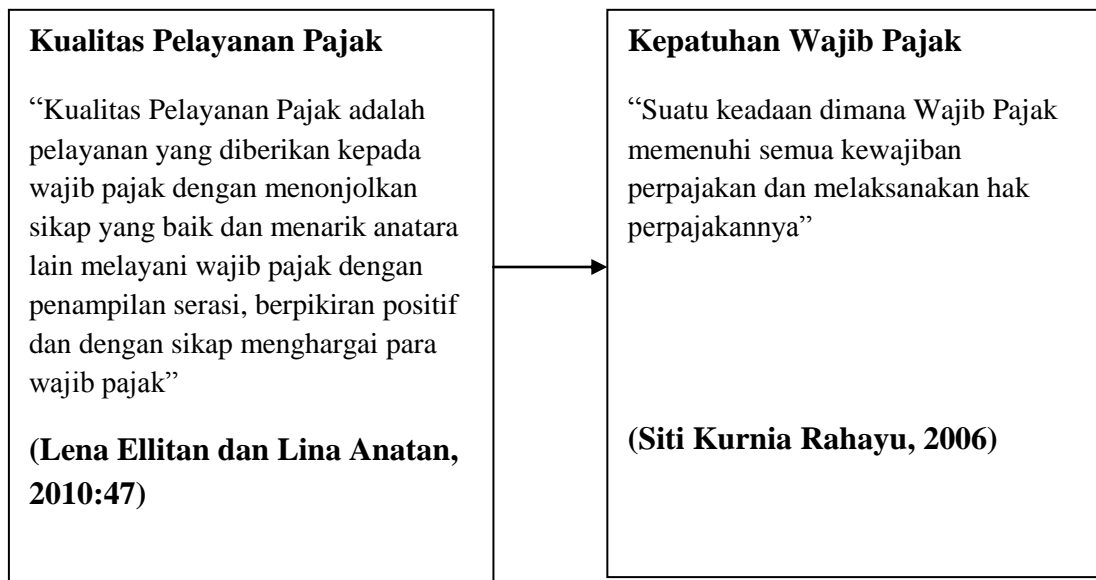 Kualitas Pelayanan Pajak
“Kualitas Pelayanan Pajak adalah
pelayanan yang diberikan kepada
wajib pajak dengan menonjolkan
sikap yang baik dan menarik anatara
lain melayani wajib pajak dengan
penampilan serasi, berpikiran positif
dan dengan sikap menghargai para
wajib pajak”
(Lena Ellitan dan Lina Anatan,
2010:47)
Kepatuhan Wajib Pajak
“Suatu keadaan dimana Wajib Pajak
memenuhi semua kewajiban
perpajakan dan melaksanakan hak
perpajakannya”
(Siti Kurnia Rahayu, 2006)